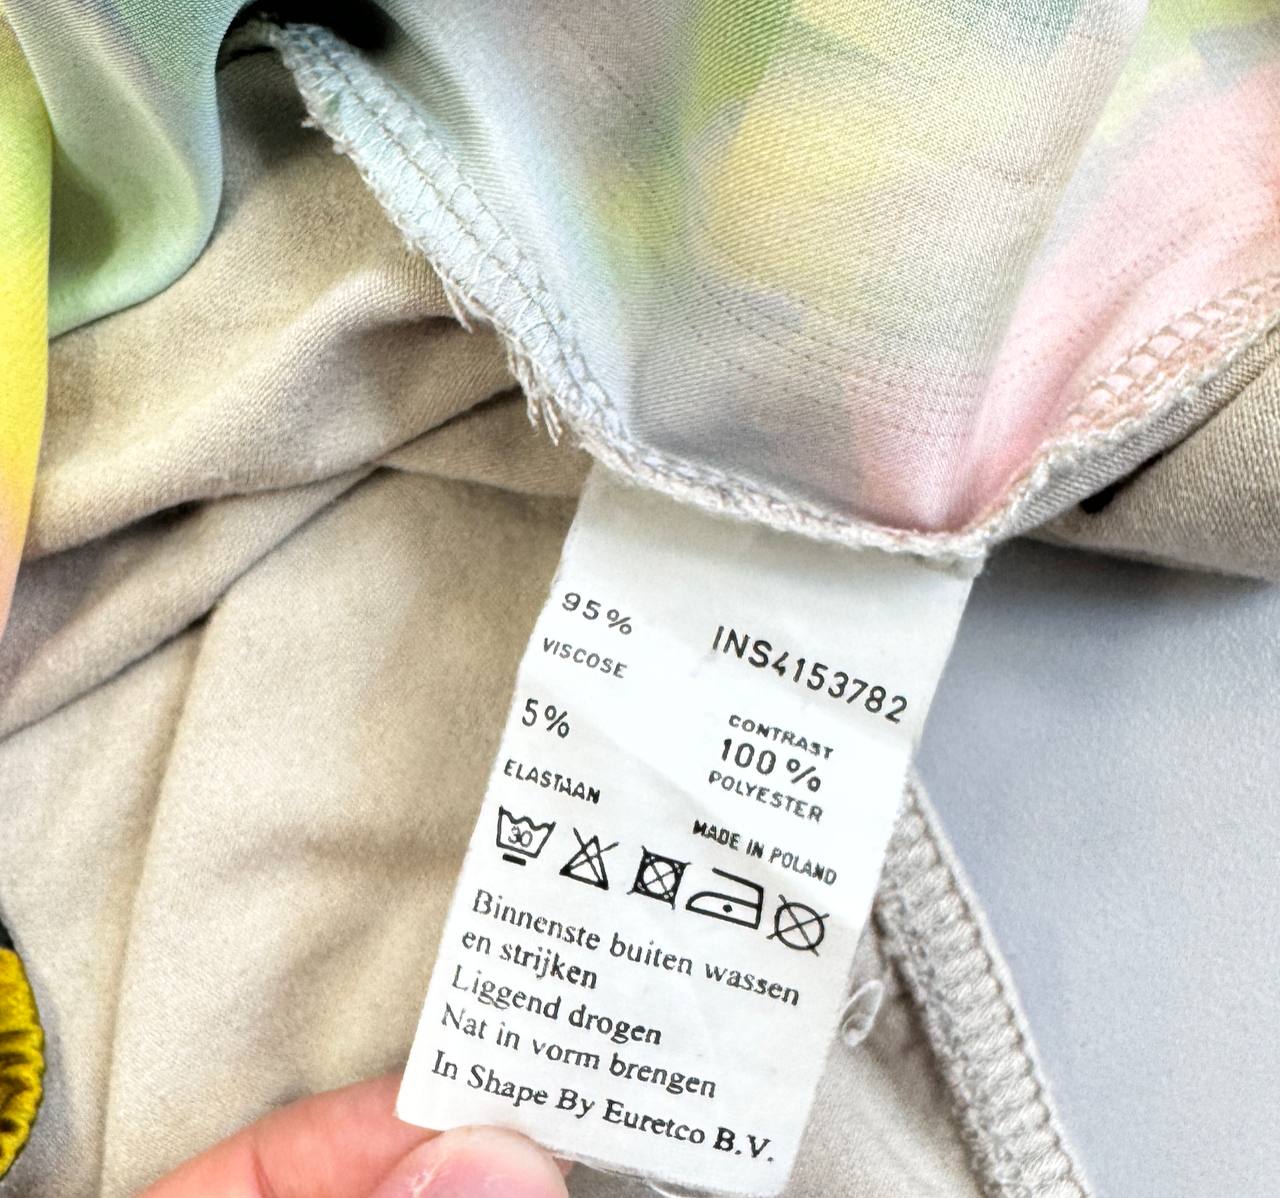 95%
VISCOSE
5%
ELASTAAN
INS4153782
CONTRAST
100%
POLYESTER
MADE IN POLAND
30
Binnenste buiten wassen
en strijken
Liggend drogen
Nat in vorm brengen
In Shape By Euretco B.V.